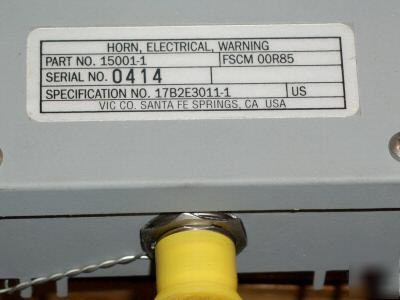 HORN, ELECTRICAL, WARNING
PART NO. 15001-1 FSCM 00R85
SERIAL NO. 0414
SPECIFICATION NO. 17B2E3011-1 US
VIC CO. SANTA FE SPRINGS, CA USA